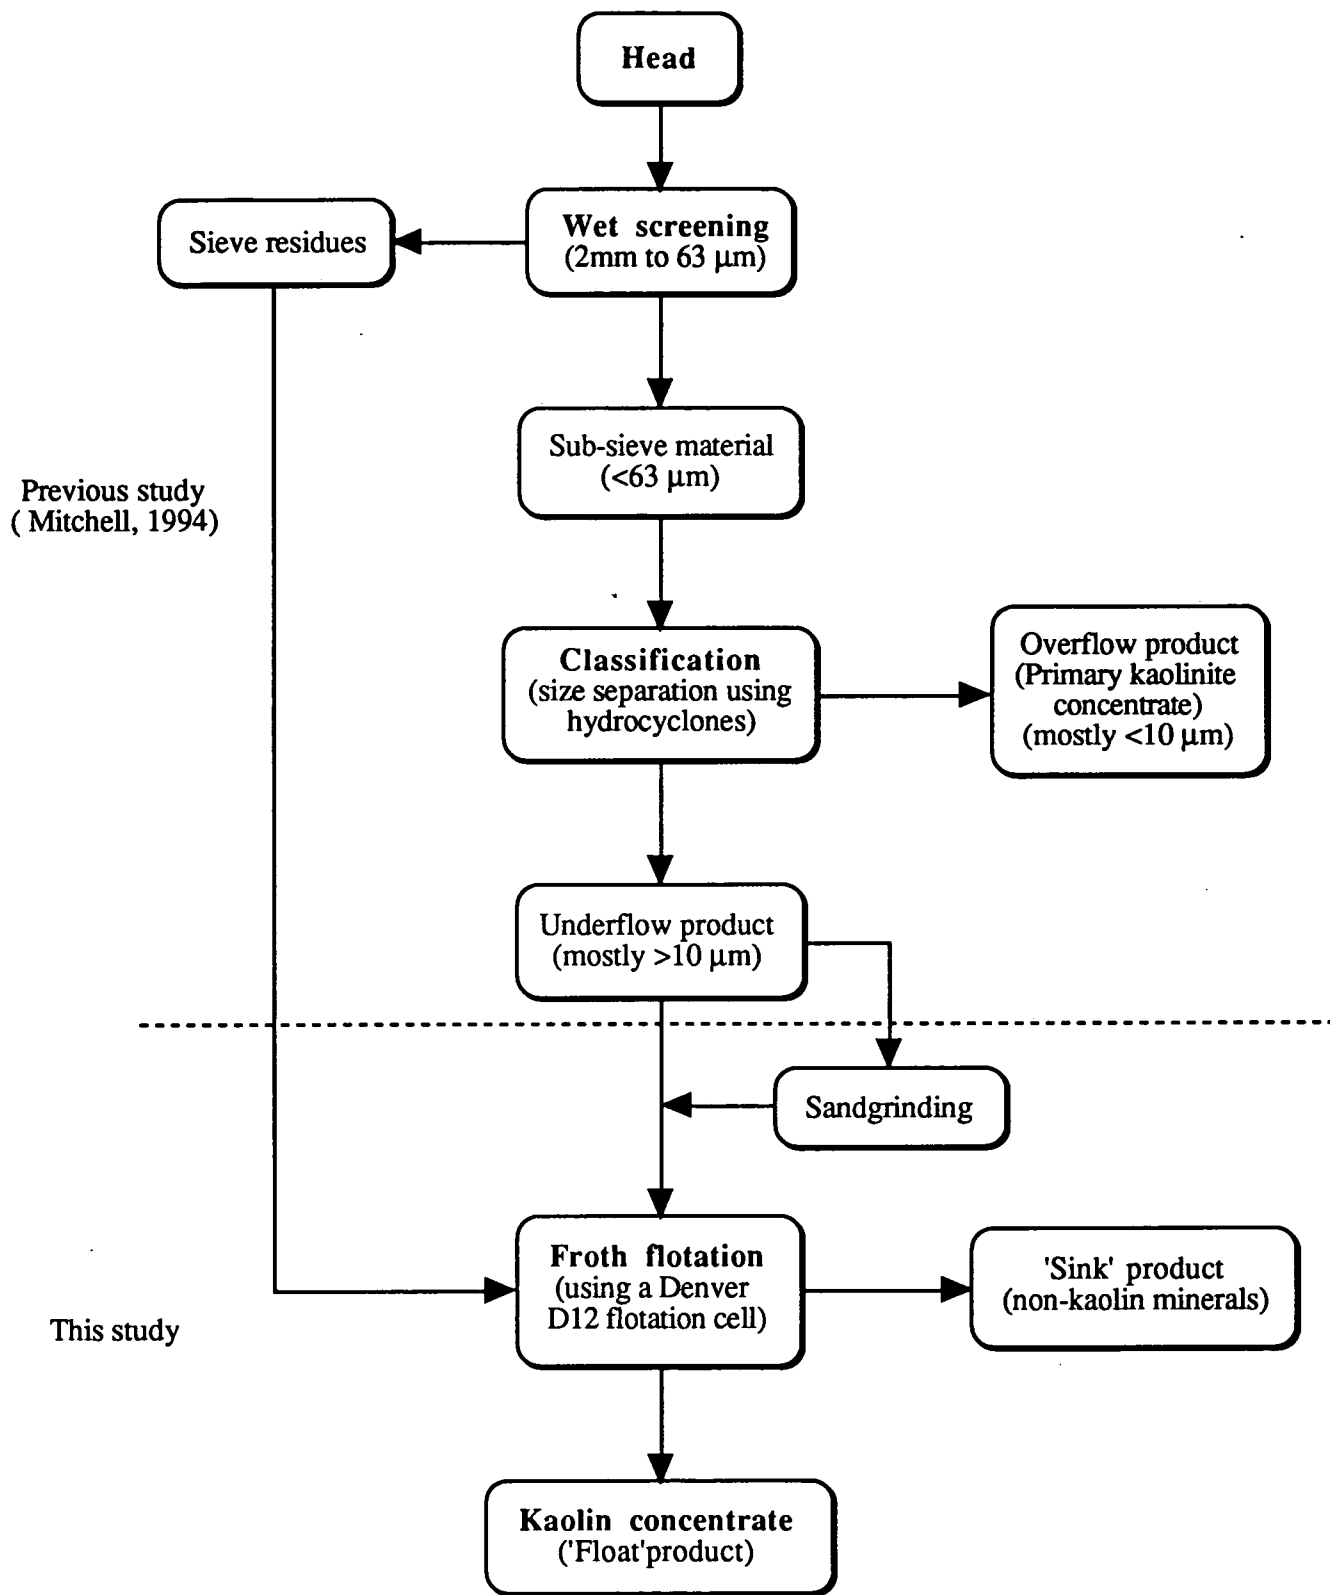 Head
Wet screening
(2mm to 63 μm)
Sieve residues
Sub-sieve material
(<63 μm)
Previous study
( Mitchell, 1994)
Classification
(size separation using
hydrocyclones)
Overflow product
(Primary kaolinite
concentrate)
(mostly <10 μm)
Underflow product
(mostly >10 μm)
Sandgrinding
Froth flotation
(using a Denver
D12 flotation cell)
'Sink' product
(non-kaolin minerals)
This study
Kaolin concentrate
('Float'product)